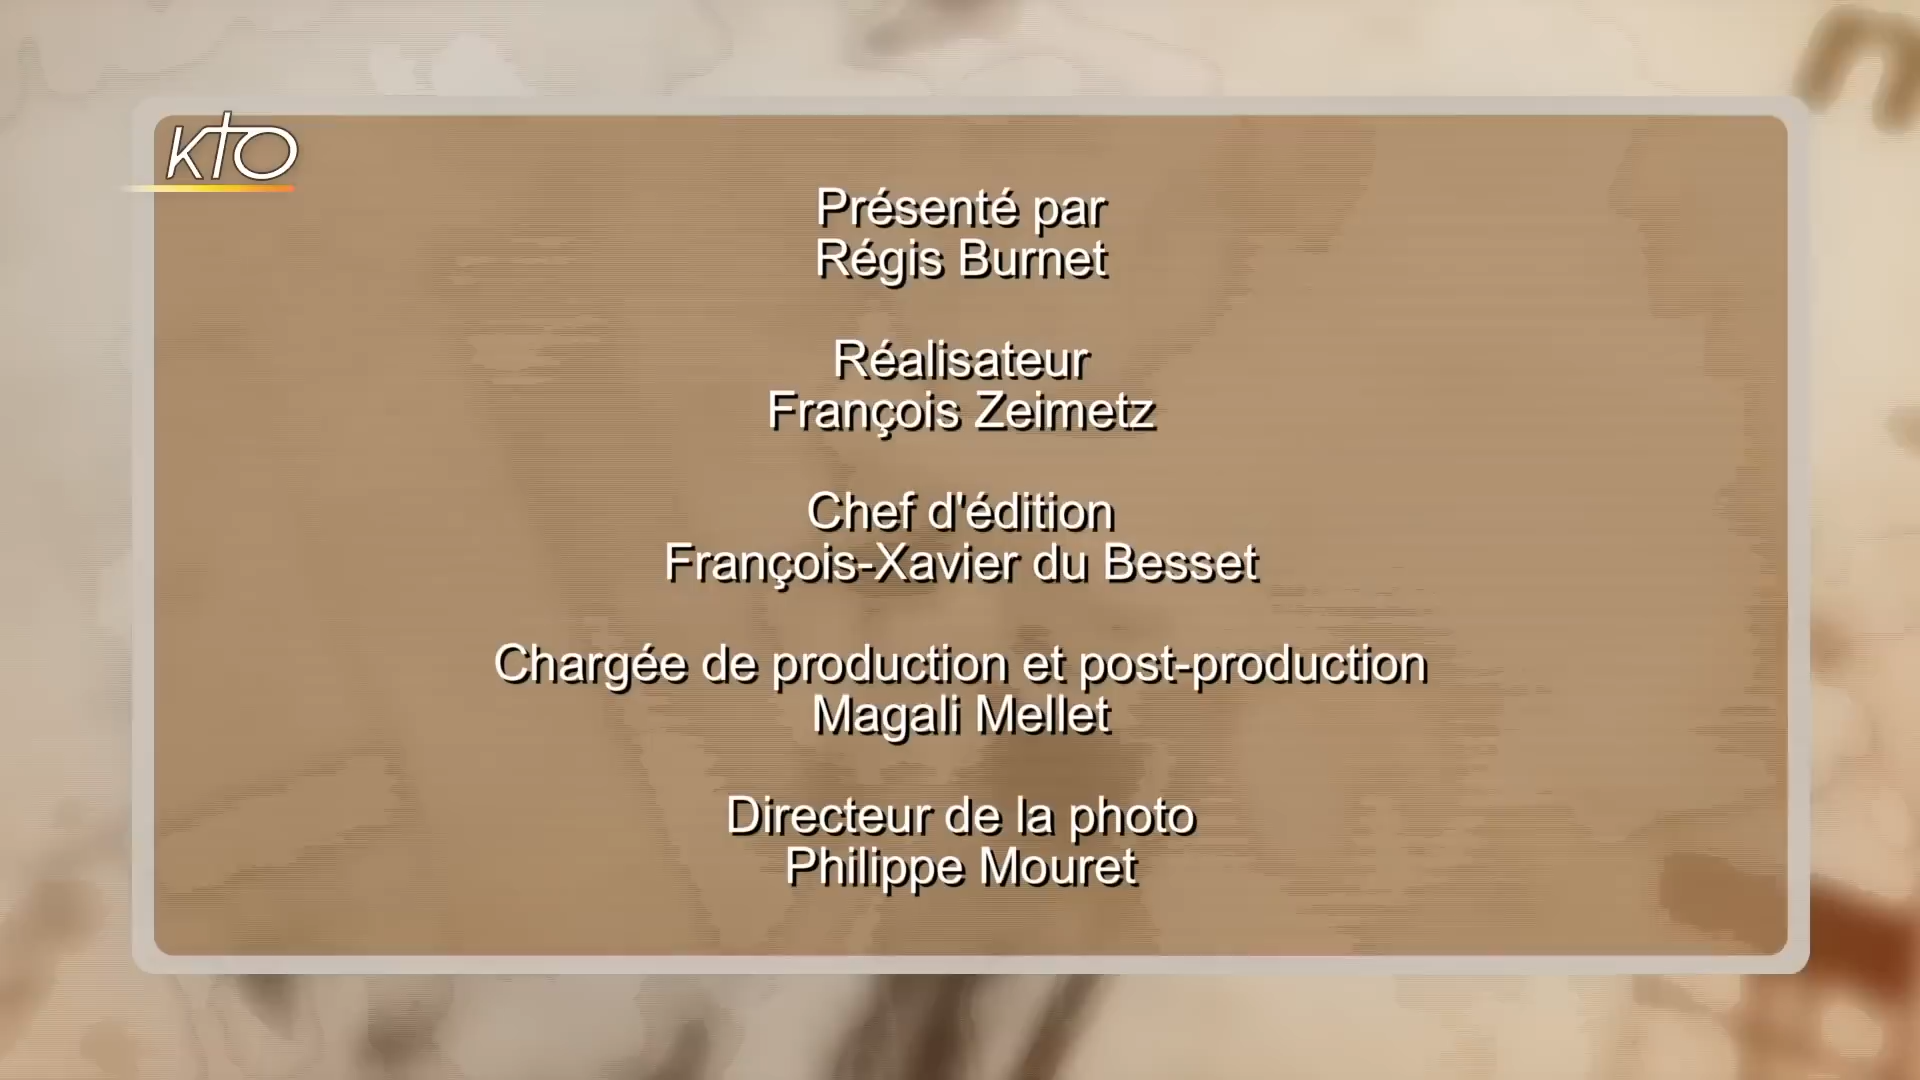 KTO
Présenté par
Régis Burnet
Réalisateur
François Zeimetz
Chef d'édition
François-Xavier du Besset
Chargée de production et post-production
Magali Mellet
Directeur de la photo
Philippe Mouret